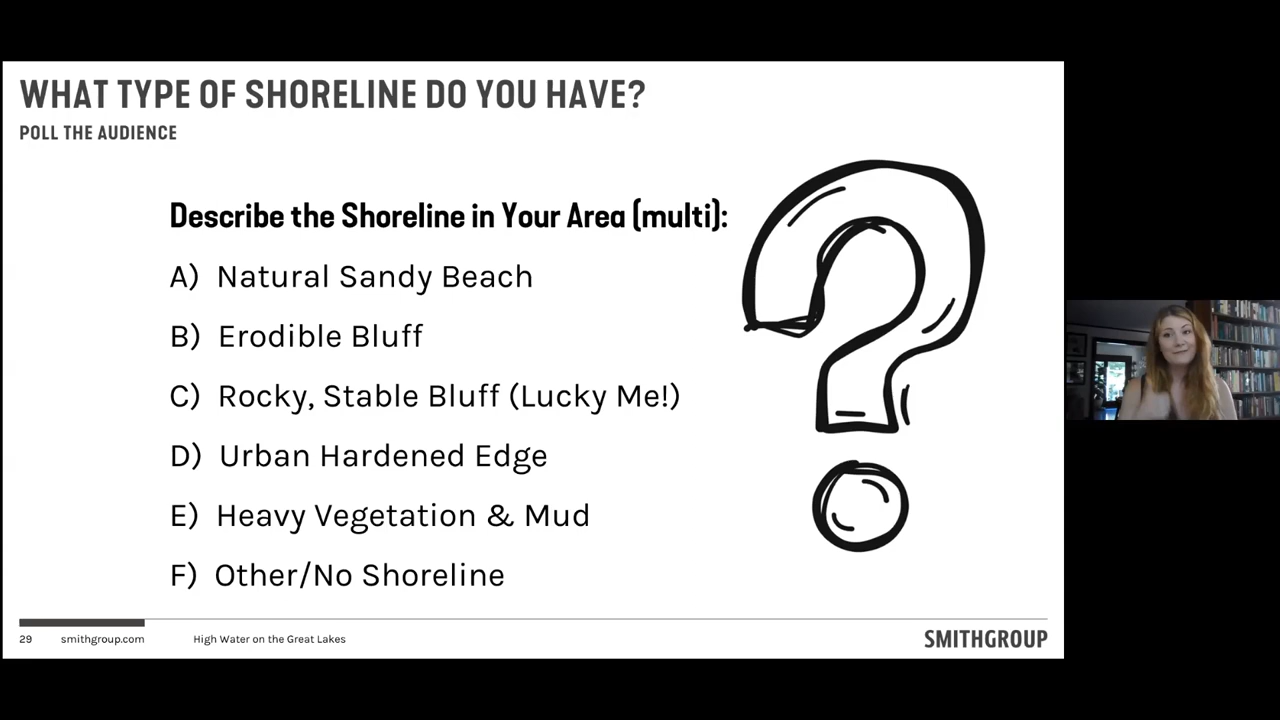 WHAT TYPE OF SHORELINE DO YOU HAVE?
POLL THE AUDIENCE
Describe the Shoreline in Your Area (multi):
A) Natural Sandy Beach
B) Erodible Bluff
C) Rocky, Stable Bluff (Lucky Me!)
D) Urban Hardened Edge
E) Heavy Vegetation & Mud
F) Other/No Shoreline
29 smithgroup.com High Water on the Great Lakes SMITHGROUP